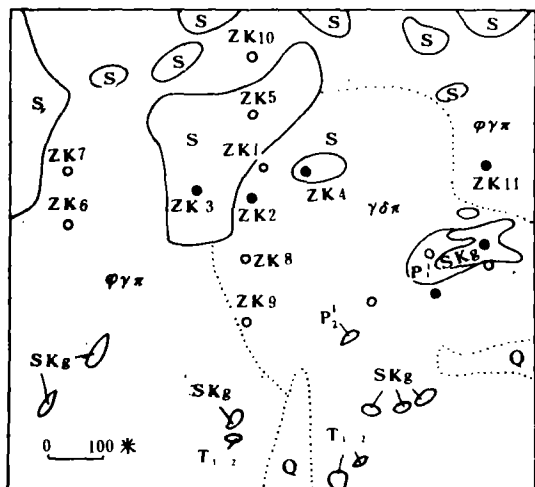 S
S
S
ZK10
S
S
S
S
S
ZK5
φγπ
S
S
ZK7
ZK1
ZK3
ZK2
ZK4
ZK11
γδπ
ZK6
ZK8
P₁
SKg
φγπ
ZK9
P₂¹
SKg
SKg
SKg
Q
T₁₋₂
T₁₋₂
Q
0 100 米